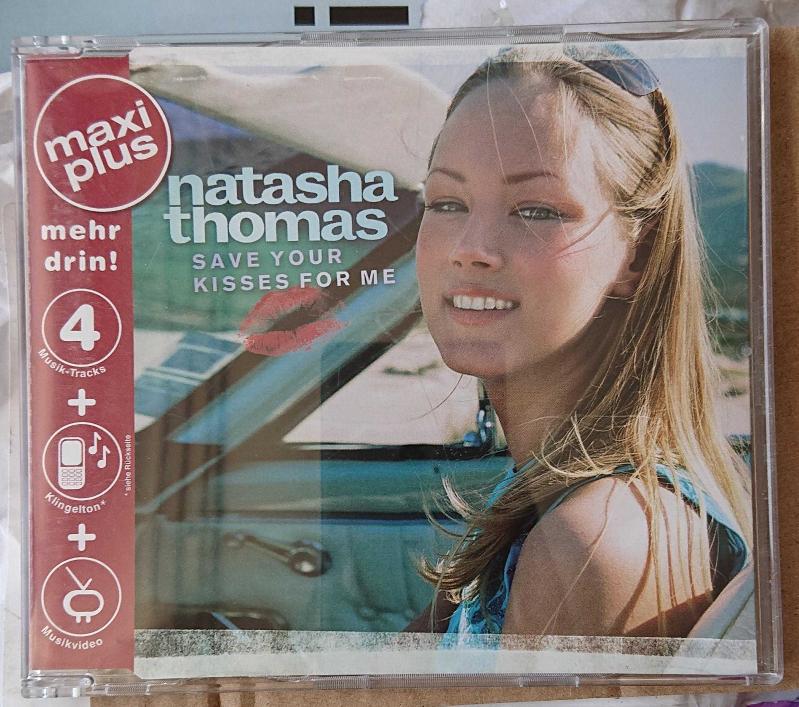 maxi
plus
mehr
drin!
4
Musik-Tracks
+
Klingelton*
* siehe Rückseite
+
Musikvideo
natasha
thomas
SAVE YOUR
KISSES FOR ME